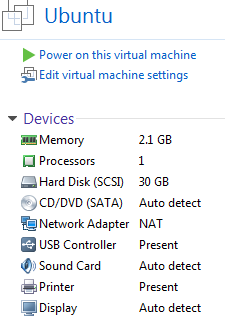 Ubuntu
Power on this virtual machine
Edit virtual machine settings
Devices
Memory 2.1 GB
Processors 1
Hard Disk (SCSI) 30 GB
CD/DVD (SATA) Auto detect
Network Adapter NAT
USB Controller Present
Sound Card Auto detect
Printer Present
Display Auto detect